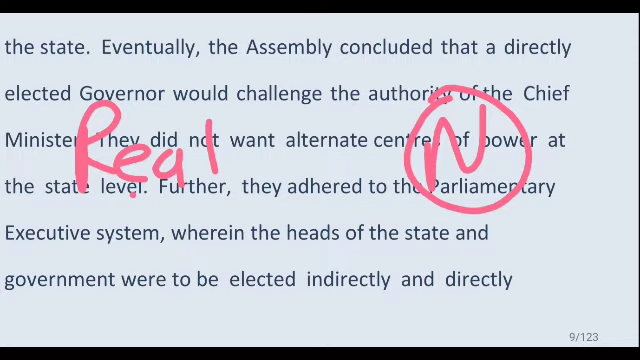 the state. Eventually, the Assembly concluded that a directly
elected Governor would challenge the authority of the Chief
Minister. They did not want alternate centres of power at
Real N
the state level. Further, they adhered to the Parliamentary
Executive system, wherein the heads of the state and
government were to be elected indirectly and directly
9/123